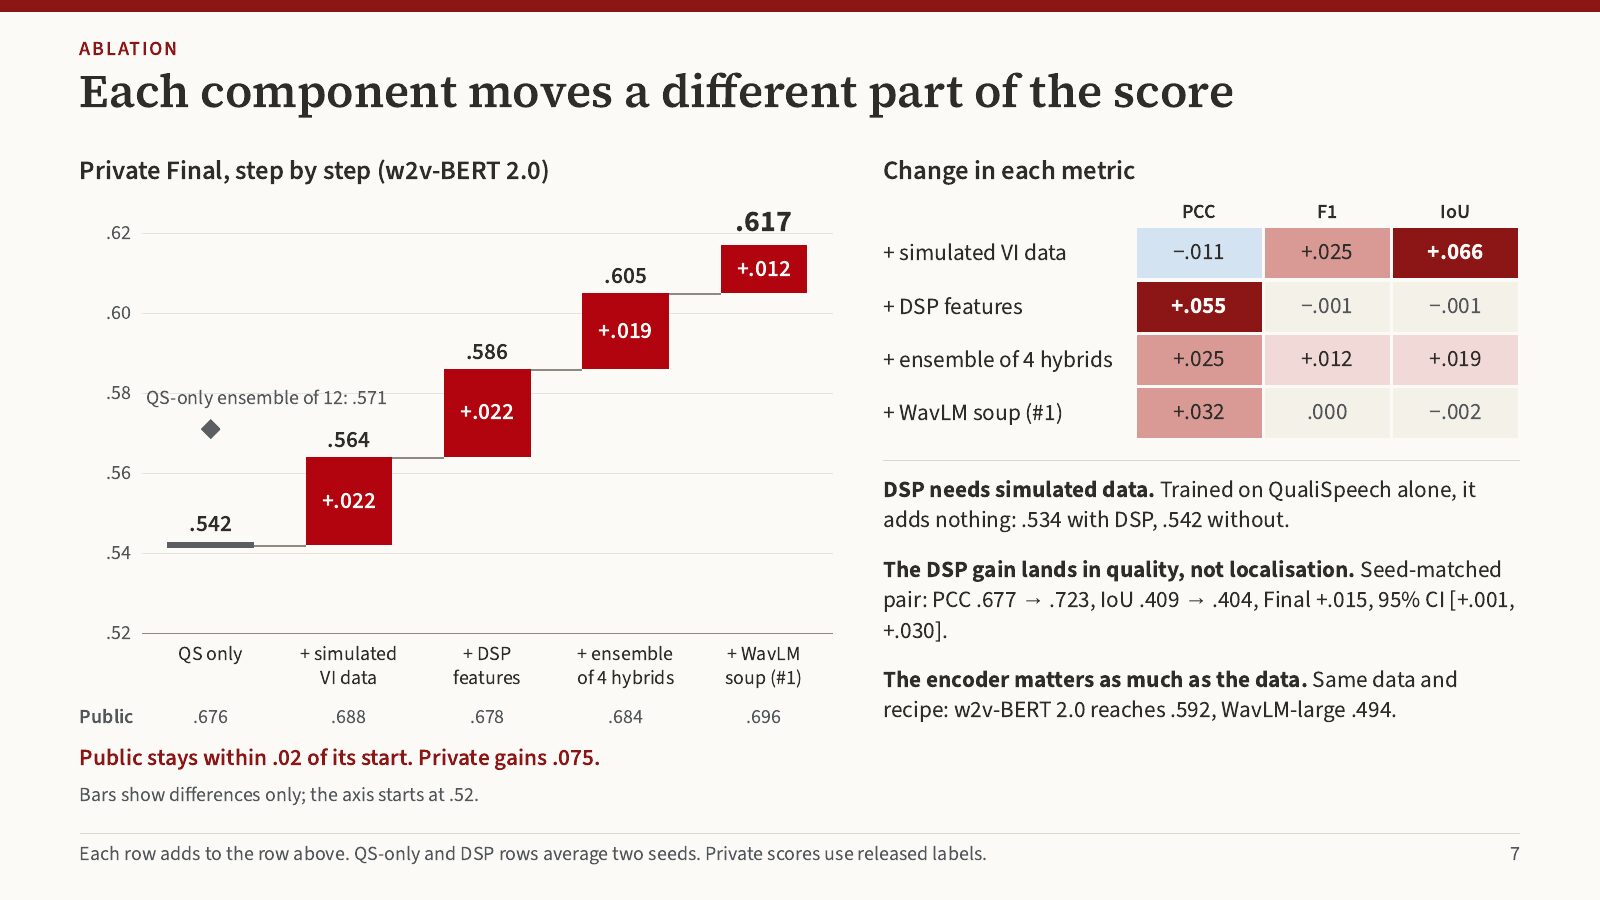 ABLATION
Each component moves a different part of the score
Private Final, step by step (w2v-BERT 2.0)
.62
.60
.58
.56
.54
.52
QS-only ensemble of 12: .571
.542
.564
+.022
.586
+.022
.605
+.019
.617
+.012
QS only
+ simulated
VI data
+ DSP
features
+ ensemble
of 4 hybrids
+ WavLM
soup (#1)
Public .676 .688 .678 .684 .696
Public stays within .02 of its start. Private gains .075.
Bars show differences only; the axis starts at .52.
Change in each metric
PCC F1 IoU
+ simulated VI data −.011 +.025 +.066
+ DSP features +.055 −.001 −.001
+ ensemble of 4 hybrids +.025 +.012 +.019
+ WavLM soup (#1) +.032 .000 −.002
DSP needs simulated data. Trained on QualiSpeech alone, it
adds nothing: .534 with DSP, .542 without.
The DSP gain lands in quality, not localisation. Seed-matched
pair: PCC .677 → .723, IoU .409 → .404, Final +.015, 95% CI [+.001,
+.030].
The encoder matters as much as the data. Same data and
recipe: w2v-BERT 2.0 reaches .592, WavLM-large .494.
Each row adds to the row above. QS-only and DSP rows average two seeds. Private scores use released labels.
7